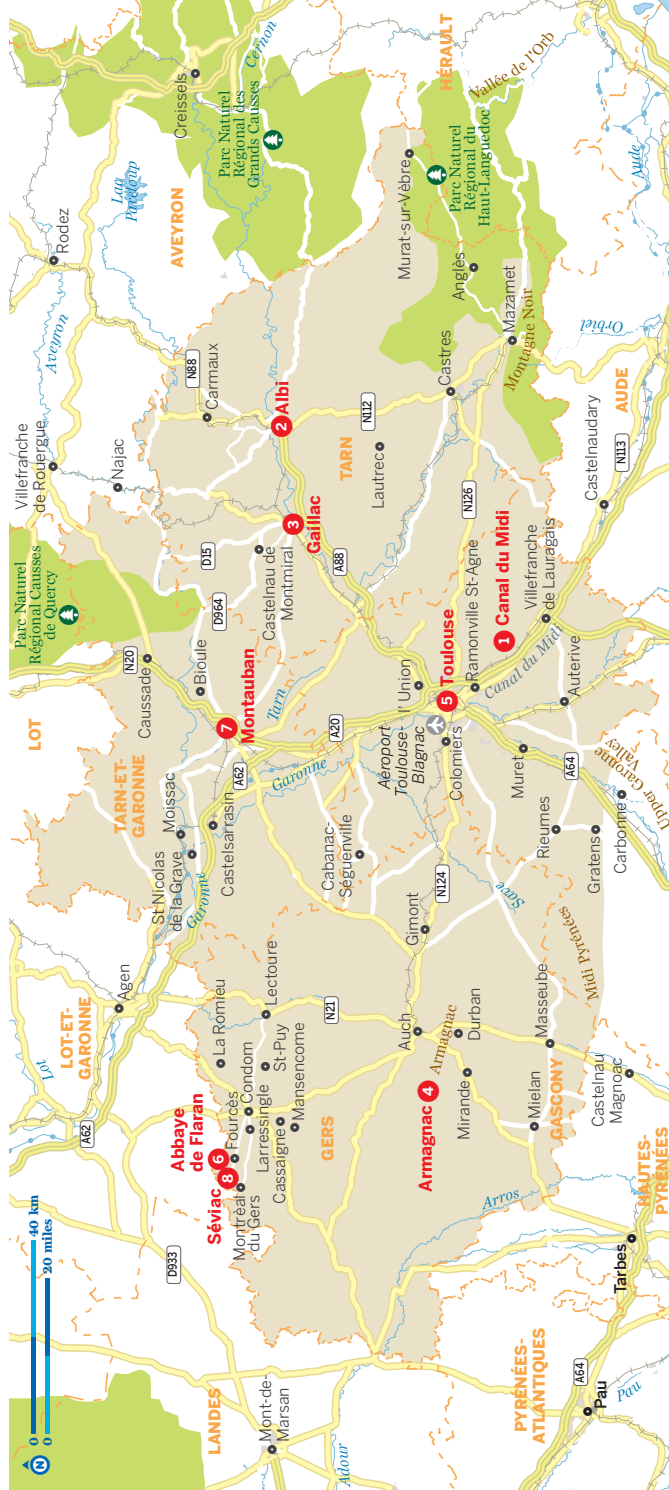 0 40 km
0 20 miles
N
LOT
LOT-ET-
GARONNE
TARN-ET-
GARONNE
AVEYRON
HÉRAULT
TARN
AUDE
GERS
GASCONY
LANDES
PYRÉNÉES-
ATLANTIQUES
HAUTES-
PYRÉNÉES
Parc Naturel
Régional Causses
de Quercy
Parc Naturel
Régional des
Grands Causses
Parc Naturel
Régional du
Haut-Languedoc
1 Canal du Midi
2 Albi
3
Gaillac
Armagnac 4
5 Toulouse
Abbaye
de Flaran
6
7
Montauban
Séviac 8
Lot
Agen
A62
D933
Mont-de-
Marsan
Adour
Montréal
du Gers
Fourcès
Larressingle
Condom
Cassaigne
Mansencome
St-Puy
La Romieu
Lectoure
N21
Auch
Armagnac
Durban
Mirande
Mielan
Masseube
Castelnau
Magnoac
Arros
Tarbes
Pau
A64
Pau
Midi Pyrénées
Gimont
N124
Save
Cabanac-
Séguenville
St Nicolas
de la Grave
Moissac
Castelsarrasin
Garonne
Garonne
A62
A20
Tarn
Bioule
Caussade
N20
D964
D15
Castelnau de
Montmiral
A88
l' Union
Aéroport
Toulouse-
Blagnac
Colomiers
Ramonville St-Agne
Canal du Midi
Villefranche
de Lauragais
Muret
Auterive
A64
Rieumes
Gratens
Carbonne
Upper Garonne
Valley
Castelnaudary
N113
N126
Lautrec
Castres
N112
Mazamet
Montagne Noir
Anglès
Murat-sur-Vèbre
Orbiel
Aude
Vallée de l'Orb
Carmaux
N88
Najac
Villefranche
de Rouergue
Aveyron
Rodez
Lag
Pareloup
Creissels
Cernon